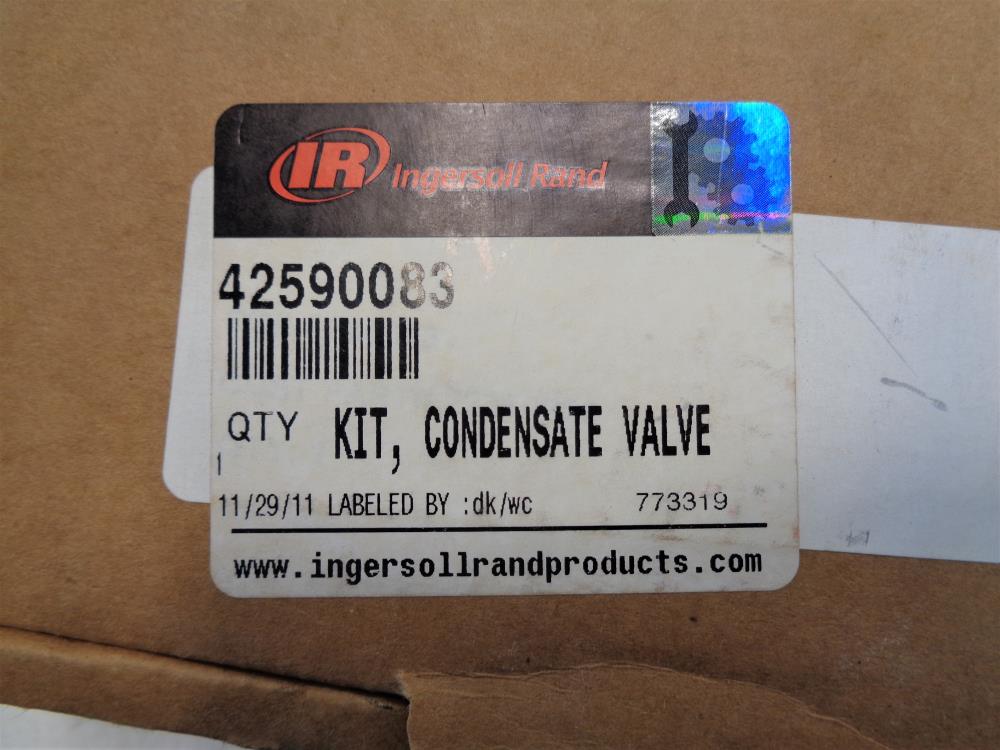 IR Ingersoll Rand
42590083
QTY KIT, CONDENSATE VALVE
1
11/29/11 LABELED BY :dk/wc 773319
www.ingersollrandproducts.com